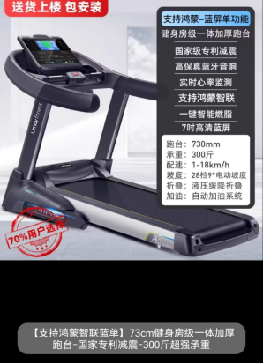 送货上楼 包安装
支持鸿蒙-蓝屏单功能
健身房级一体加厚跑台
国家级专利减震
高保真蓝牙音响
实时心率监测
支持鸿蒙智联
一键智能燃脂
7吋高清蓝屏
跑台：730mm
承重：300斤
配速：1-18km/h
坡度：28档9°电动坡度
折叠：液压缓降折叠
加油：自动加油系统
70%用户选择
【支持鸿蒙智联蓝单】73cm健身房级一体加厚
跑台-国家专利减震-300斤超强承重